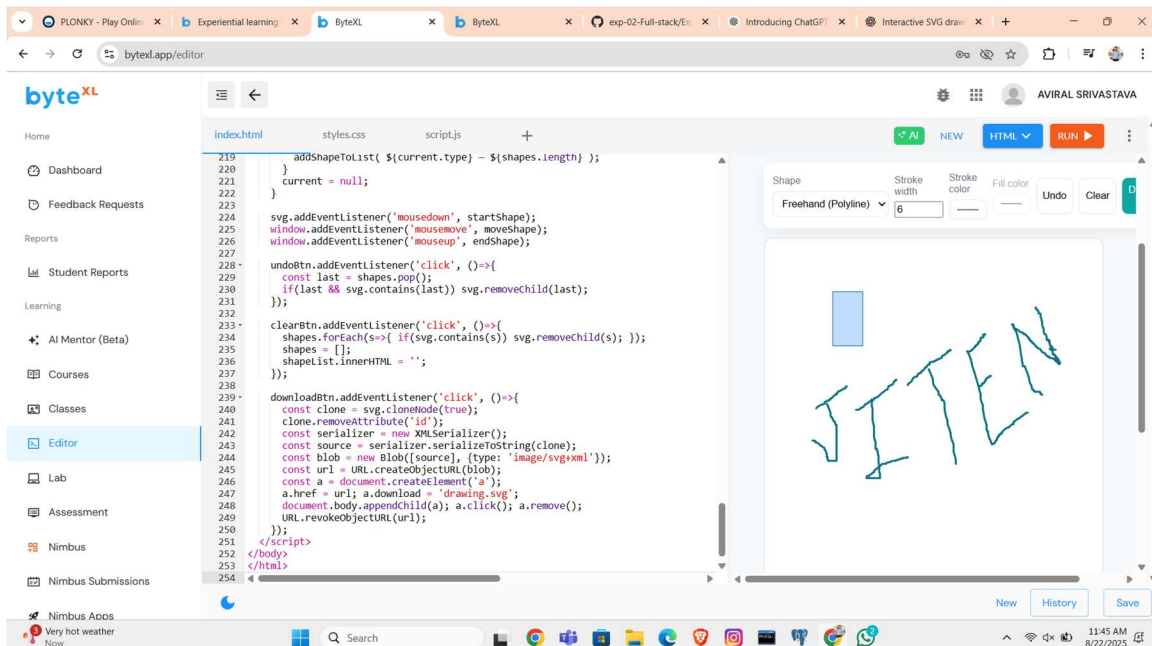 PLONKY - Play Onlin
Experiential learning
ByteXL
ByteXL
exp-02-Full-stack/Ex
Introducing ChatGPT
Interactive SVG draw
bytexl.app/editor
byteXL
AVIRAL SRIVASTAVA
Home
Dashboard
Feedback Requests
Reports
Student Reports
Learning
AI Mentor (Beta)
Courses
Classes
Editor
Lab
Assessment
Nimbus
Nimbus Submissions
Nimbus Apps
index.html styles.css script.js +
AI NEW HTML RUN
219 addShapeToList( ${current.type} – ${shapes.length} );
220 }
221 current = null;
222 }
223
224 svg.addEventListener('mousedown', startShape);
225 window.addEventListener('mousemove', moveShape);
226 window.addEventListener('mouseup', endShape);
227
228 undoBtn.addEventListener('click', ()=>{
229 const last = shapes.pop();
230 if(last && svg.contains(last)) svg.removeChild(last);
231 });
232
233 clearBtn.addEventListener('click', ()=>{
234 shapes.forEach(s=>{ if(svg.contains(s)) svg.removeChild(s); });
235 shapes = [];
236 shapeList.innerHTML = '';
237 });
238
239 downloadBtn.addEventListener('click', ()=>{
240 const clone = svg.cloneNode(true);
241 clone.removeAttribute('id');
242 const serializer = new XMLSerializer();
243 const source = serializer.serializeToString(clone);
244 const blob = new Blob([source], {type: 'image/svg+xml'});
245 const url = URL.createObjectURL(blob);
246 const a = document.createElement('a');
247 a.href = url; a.download = 'drawing.svg';
248 document.body.appendChild(a); a.click(); a.remove();
249 URL.revokeObjectURL(url);
250 });
251 </script>
252 </body>
253 </html>
254
Shape
Freehand (Polyline)
Stroke width
6
Stroke color
Fill color
Undo
Clear
D
JITEN
New History Save
3
Very hot weather
Now
Search
11:45 AM
8/22/2025